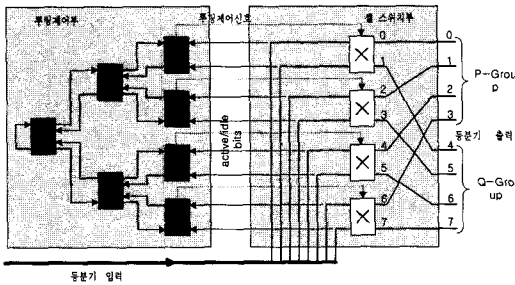 루팅제어부
루팅제어신호
셀 스위치부
0
1
2
3
4
5
6
7
active/idle
bits
0
1
2
3
4
5
6
7
P-Grou
p
등분기 출력
Q-Gro
up
등분기 입력